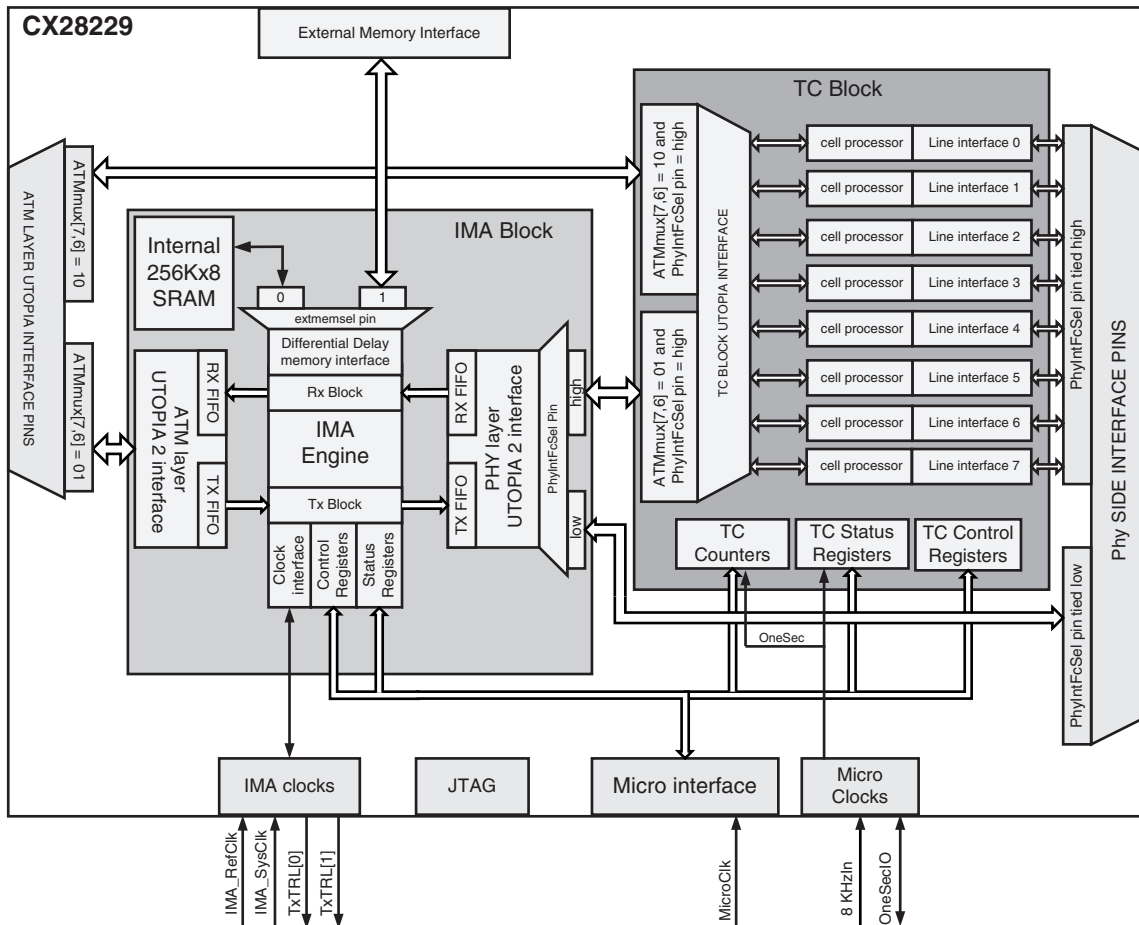 CX28229
External Memory Interface
TC Block
ATM LAYER UTOPIA INTERFACE PINS
ATMmux[7,6] = 10
ATMmux[7,6] = 01
IMA Block
Internal
256Kx8
SRAM
0
1
extmemsel pin
Differential Delay
memory interface
Rx Block
IMA
Engine
Tx Block
Clock
interface
Control
Registers
Status
Registers
ATM layer
UTOPIA 2 interface
RX FIFO
TX FIFO
RX FIFO
TX FIFO
PHY layer
UTOPIA 2 interface
PhyIntFcSel Pin
high
low
ATMmux[7,6] = 10 and
PhyIntFcSel pin = high
ATMmux[7,6] = 01 and
PhyIntFcSel pin = high
TC BLOCK UTOPIA INTERFACE
cell processor
Line interface 0
cell processor
Line interface 1
cell processor
Line interface 2
cell processor
Line interface 3
cell processor
Line interface 4
cell processor
Line interface 5
cell processor
Line interface 6
cell processor
Line interface 7
PhyIntFcSel pin tied high
PhyIntFcSel pin tied low
Phy SIDE INTERFACE PINS
TC
Counters
TC Status
Registers
TC Control
Registers
OneSec
IMA clocks
JTAG
Micro interface
Micro
Clocks
IMA_RefClk
IMA_SysClk
TxTRL[0]
TxTRL[1]
MicroClk
8 KHzIn
OneSecIO